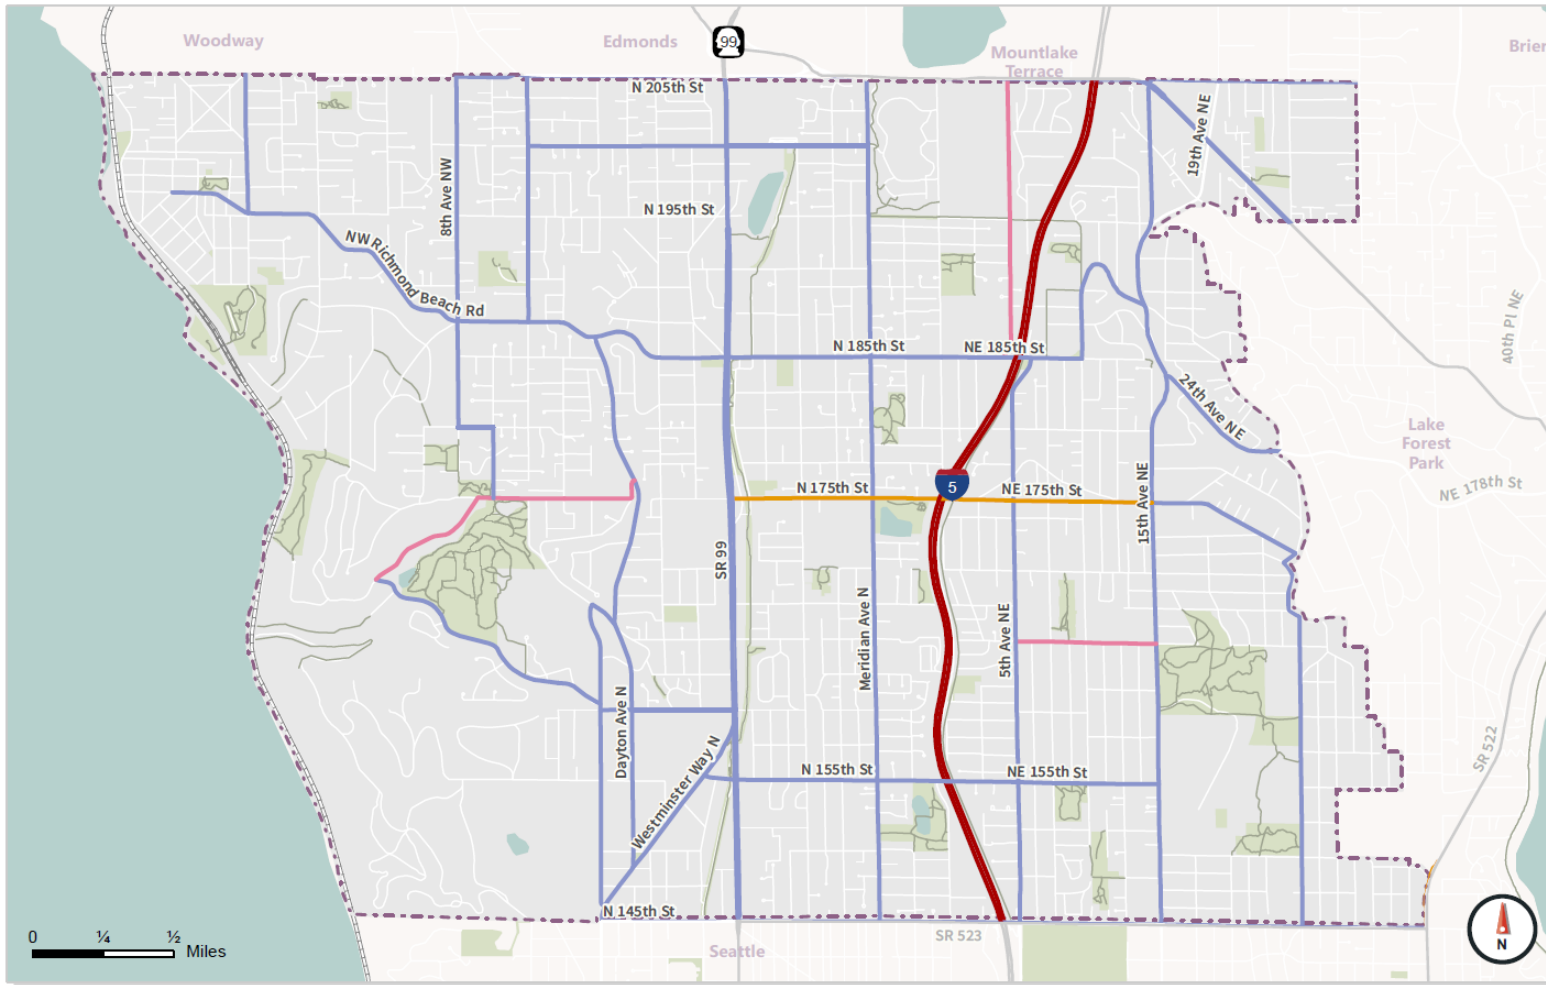 Woodway
Edmonds
99
Mountlake
Terrace
Brier
N 205th St
19th Ave NE
8th Ave NW
N 195th St
NW Richmond Beach Rd
N 185th St
NE 185th St
40th Pl NE
24th Ave NE
Lake
Forest
Park
N 175th St
5
NE 175th St
NE 178th St
15th Ave NE
SR 99
Meridian Ave N
5th Ave NE
Dayton Ave N
Westminster Way N
SR 522
N 155th St
NE 155th St
N 145th St
0 ¼ ½ Miles
Seattle
SR 523
N